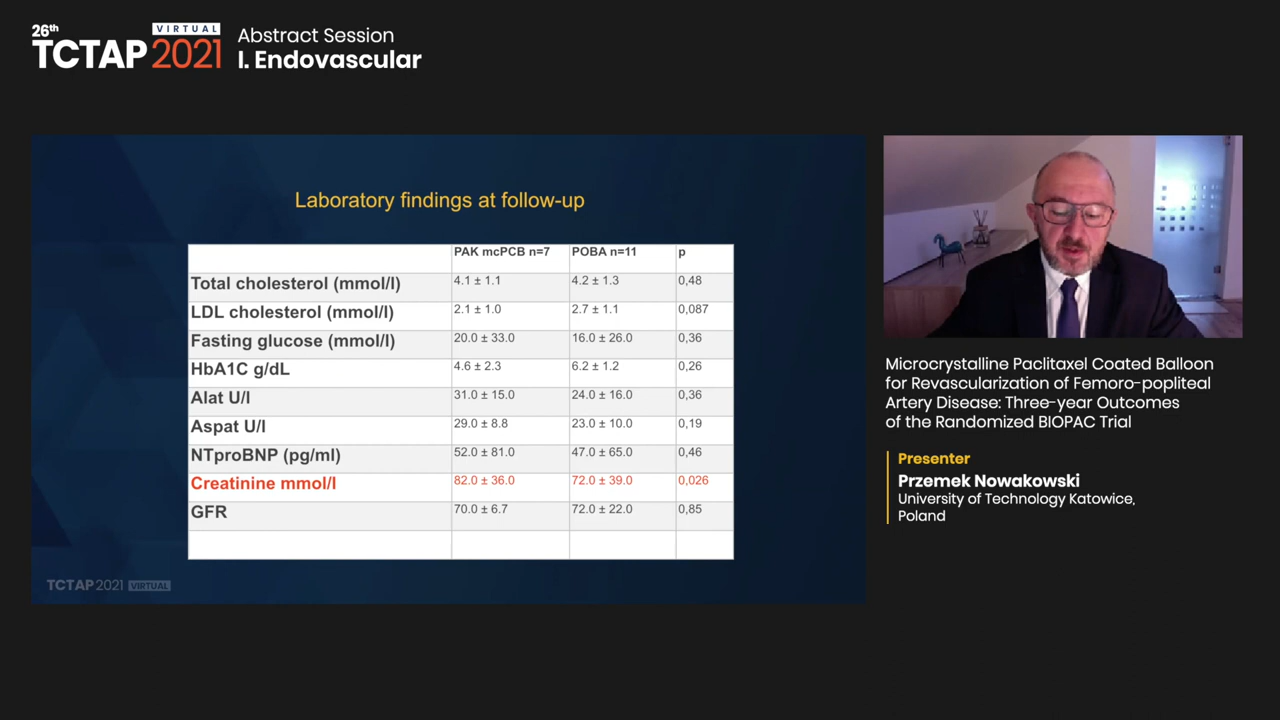 26th
VIRTUAL
TCTAP 2021
Abstract Session
I. Endovascular
Laboratory findings at follow-up
PAK mcPCB n=7 POBA n=11 p
Total cholesterol (mmol/l) 4.1 ± 1.1 4.2 ± 1.3 0,48
LDL cholesterol (mmol/l) 2.1 ± 1.0 2.7 ± 1.1 0,087
Fasting glucose (mmol/l) 20.0 ± 33.0 16.0 ± 26.0 0,36
HbA1C g/dL 4.6 ± 2.3 6.2 ± 1.2 0,26
Alat U/l 31.0 ± 15.0 24.0 ± 16.0 0,36
Aspat U/l 29.0 ± 8.8 23.0 ± 10.0 0,19
NTproBNP (pg/ml) 52.0 ± 81.0 47.0 ± 65.0 0,46
Creatinine mmol/l 82.0 ± 36.0 72.0 ± 39.0 0,026
GFR 70.0 ± 6.7 72.0 ± 22.0 0,85
TCTAP 2021 VIRTUAL
Microcrystalline Paclitaxel Coated Balloon
for Revascularization of Femoro-popliteal
Artery Disease: Three-year Outcomes
of the Randomized BIOPAC Trial
Presenter
Przemek Nowakowski
University of Technology Katowice,
Poland